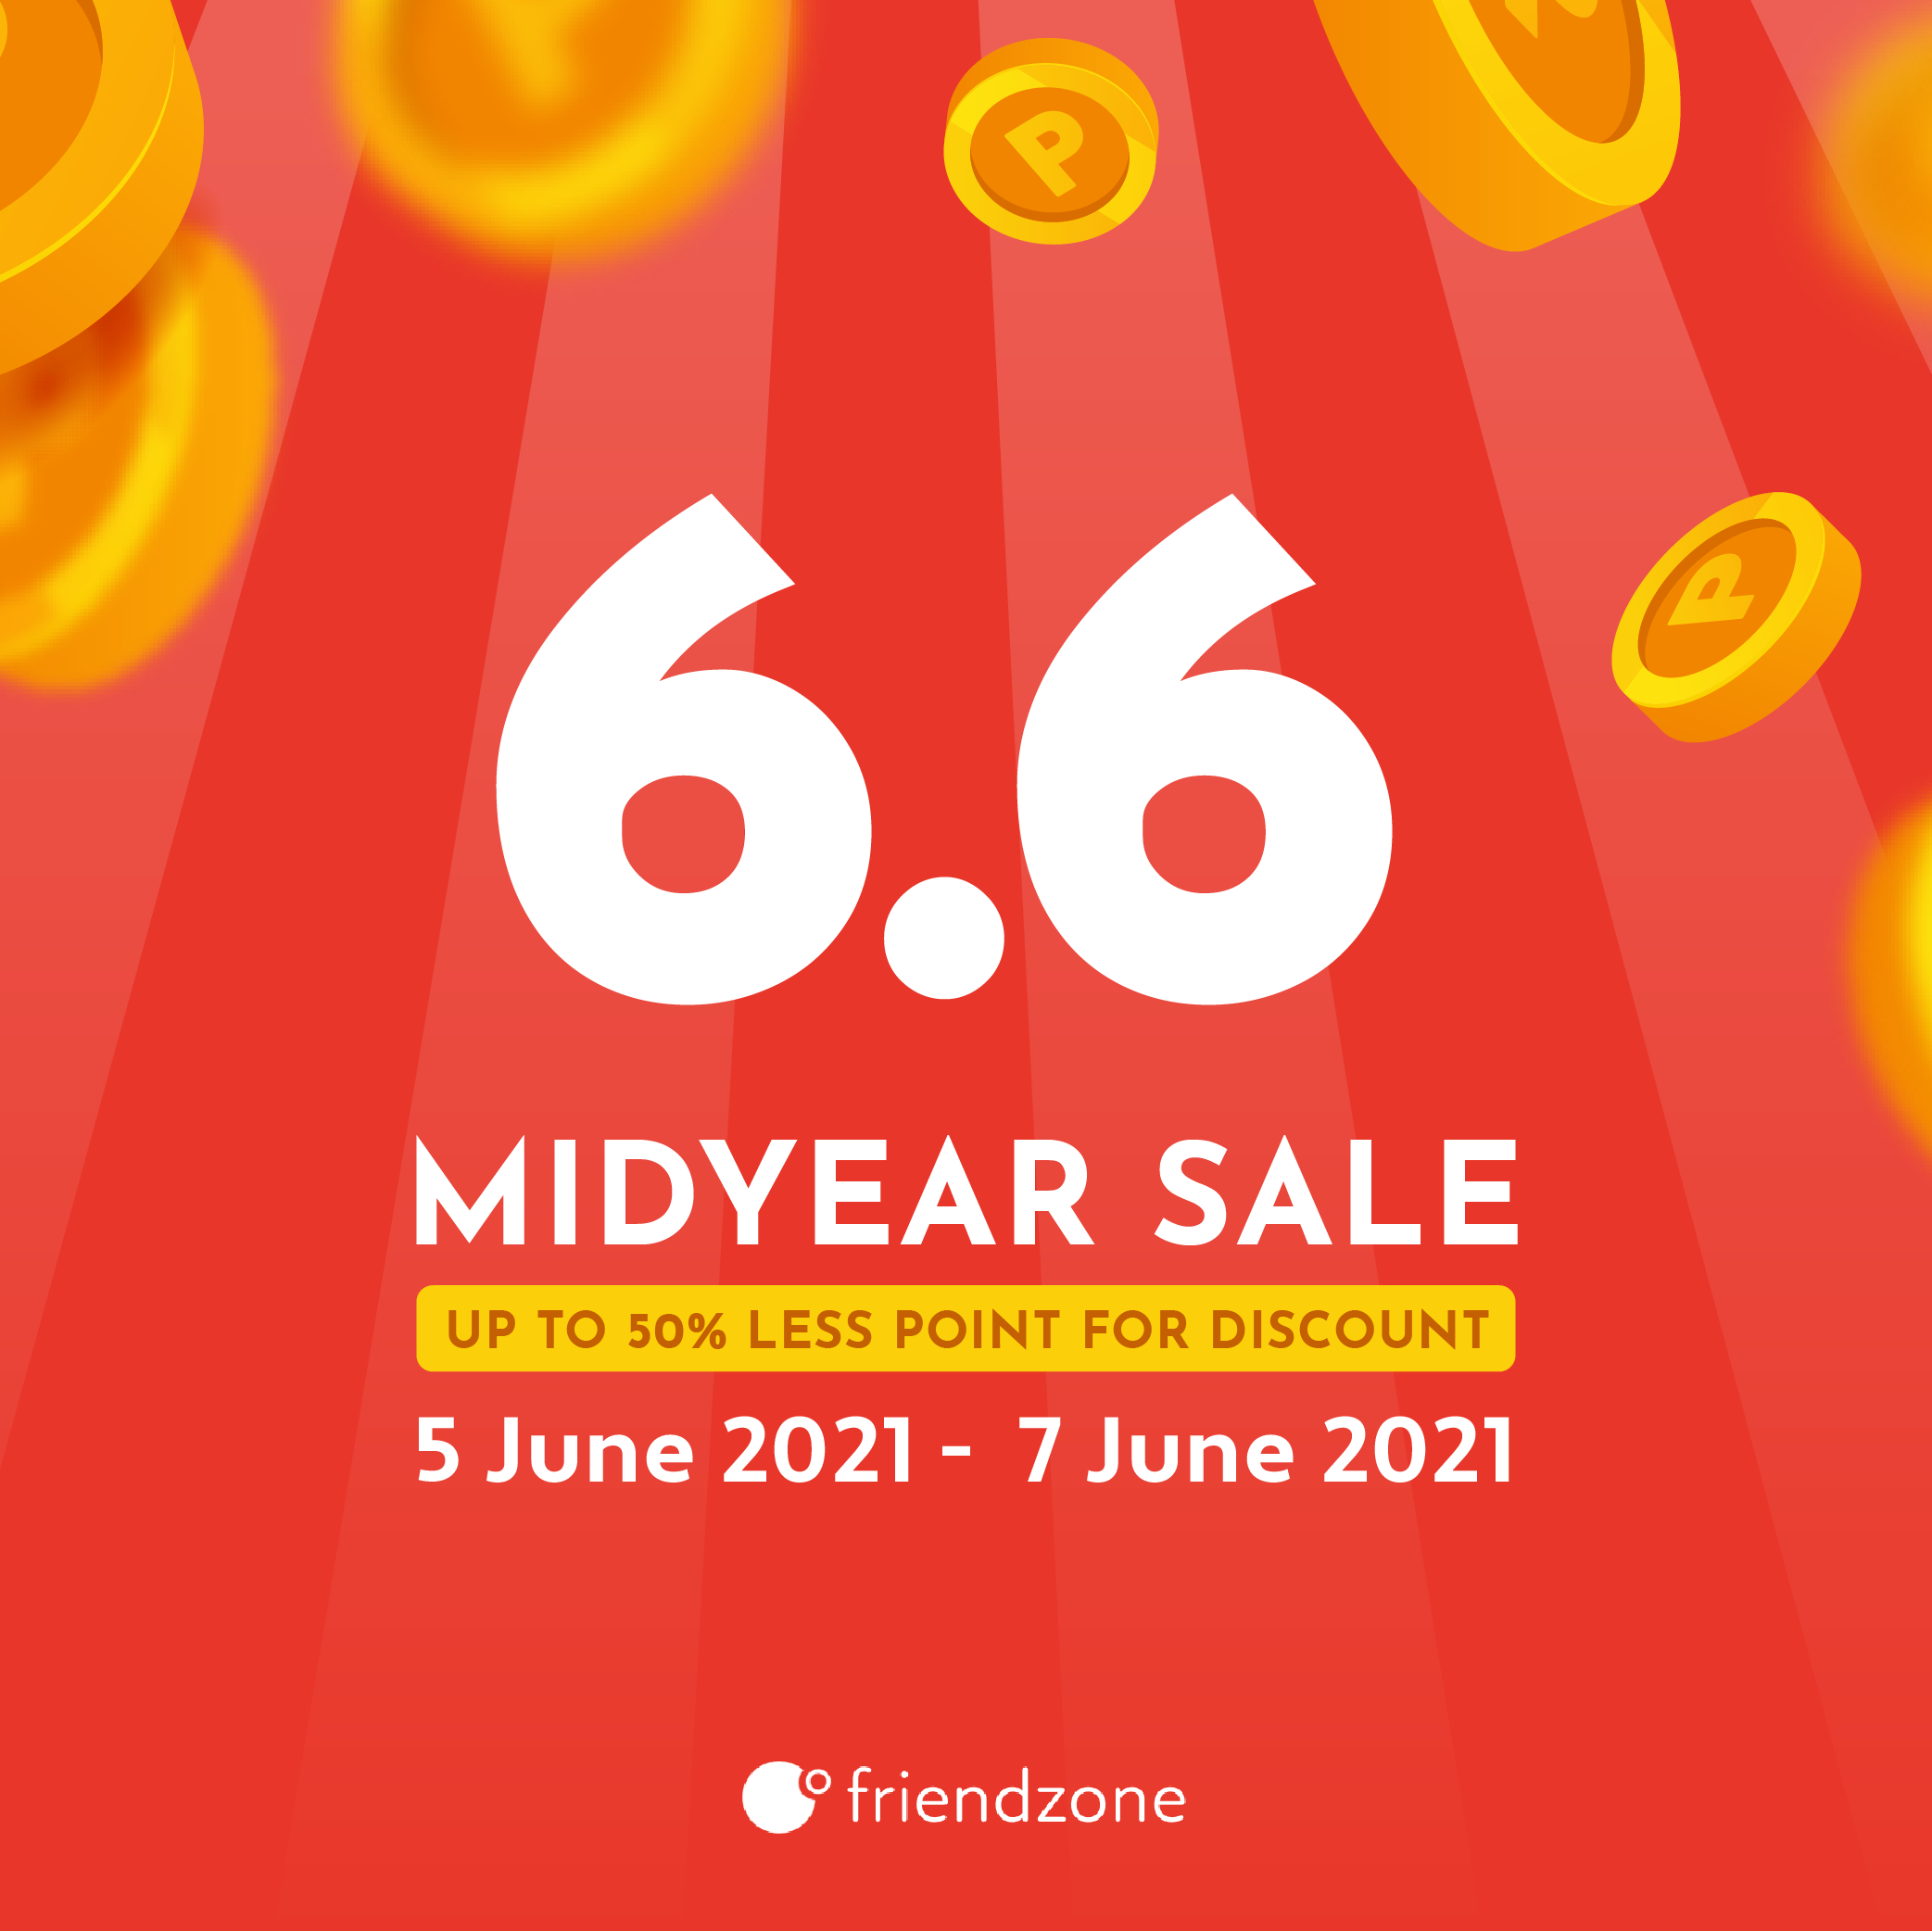 P
P
6.6
MIDYEAR SALE
UP TO 50% LESS POINT FOR DISCOUNT
5 June 2021 - 7 June 2021
friendzone